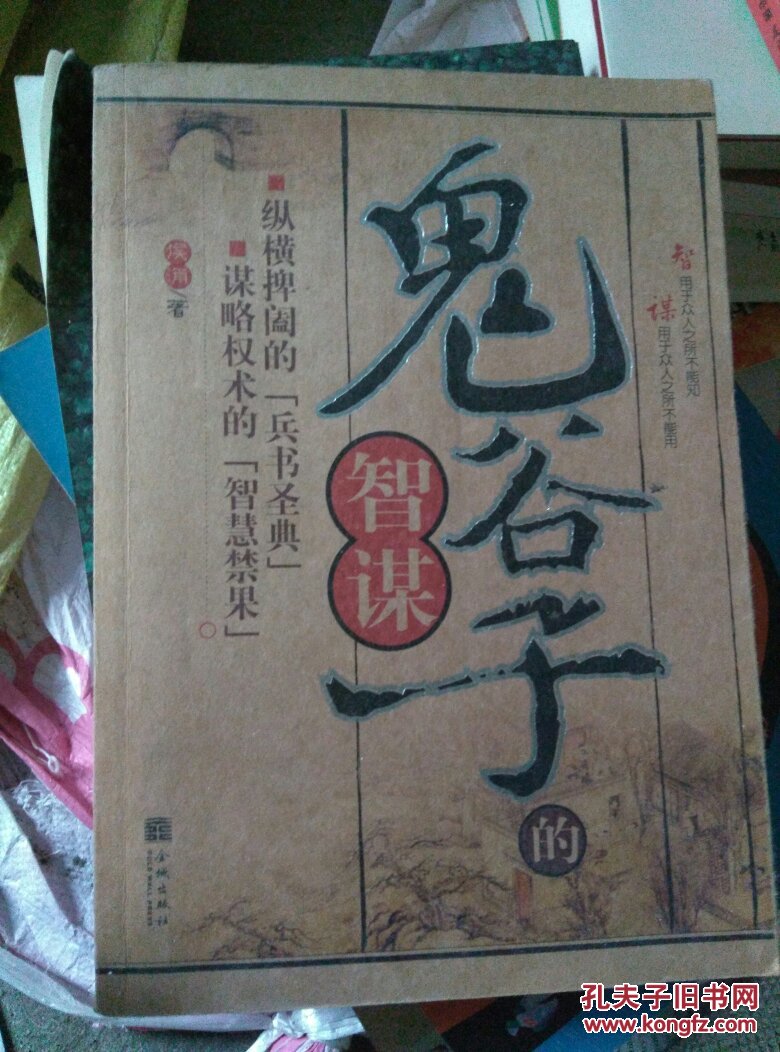 智 用于众人之所不能知
谋 用于众人之所不能用
鬼谷子
的
智谋
纵横捭阖的「兵书圣典」
谋略权术的「智慧禁果」
著
金城出版社
GOLD WALL PRESS
孔夫子旧书网
www.kongfz.com